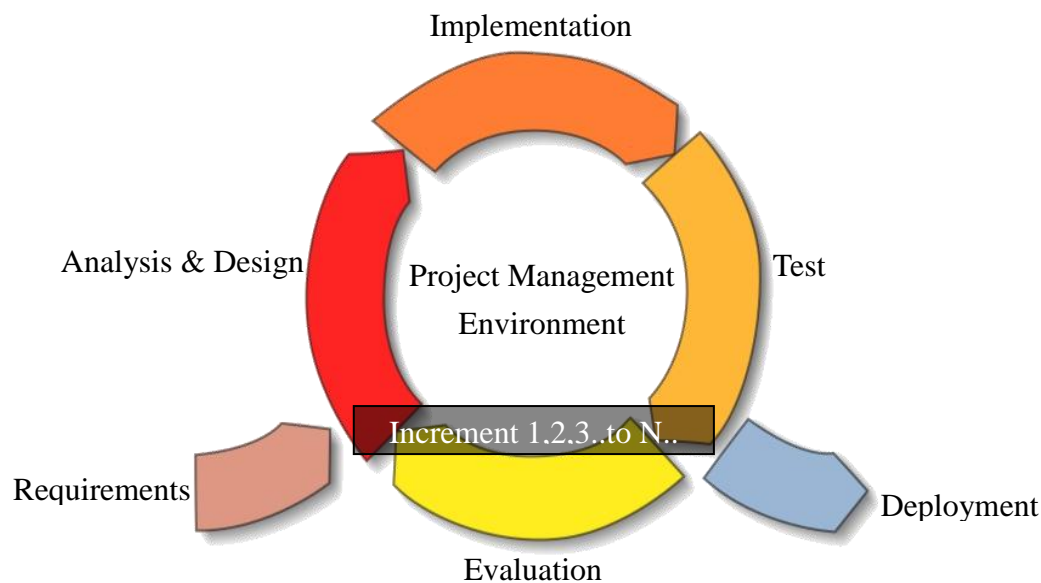 Implementation
Analysis & Design
Project Management
Environment
Test
Increment 1,2,3..to N..
Requirements
Deployment
Evaluation